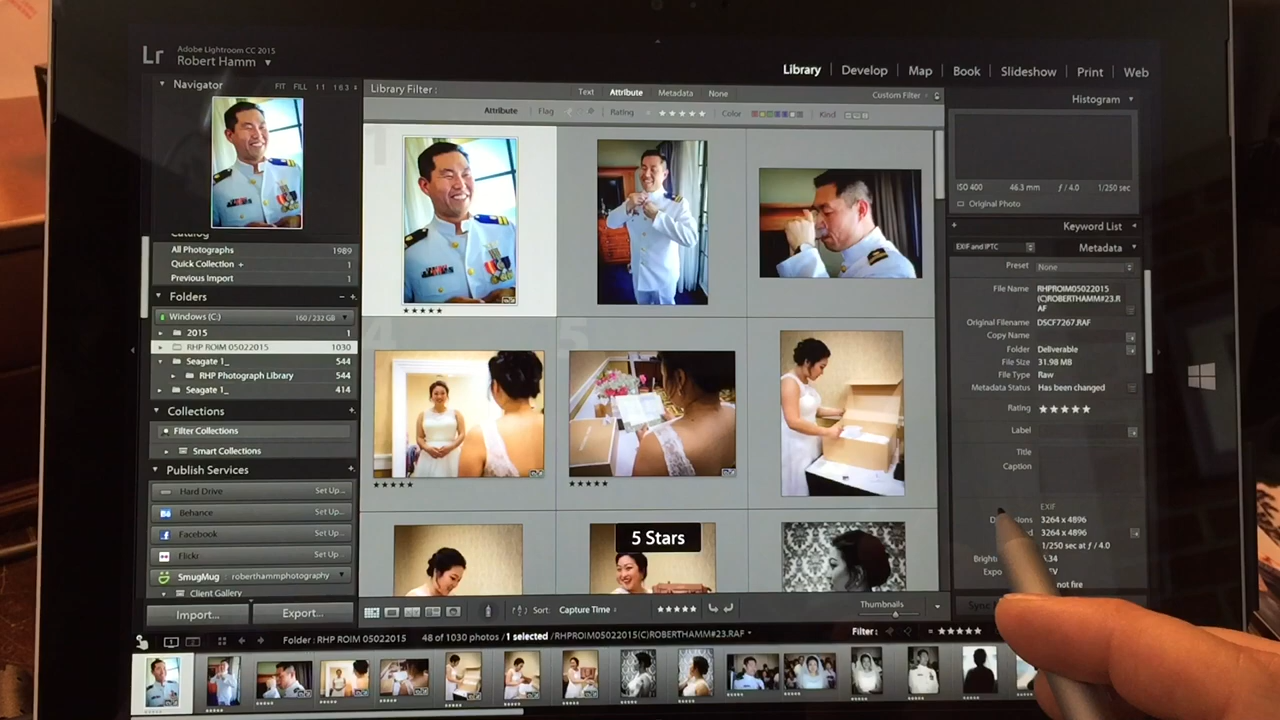 Lr
Adobe Lightroom CC 2015
Robert Hamm
Library
Develop
Map
Book
Slideshow
Print
Web
Navigator
FIT
FILL
Library Filter :
Text
Attribute
Metadata
None
Custom Filter
Histogram
Attribute
Flag
Rating
Color
Kind
ISO 400
46.3 mm
ƒ / 4.0
1/250 sec
Original Photo
Catalog
All Photographs 1989
Quick Collection + 1
Previous Import 1
Folders
Windows (C:) 160 / 232 GB
2015 1
RHP ROIM 05022015 1030
Seagate 1_ 544
RHP Photograph Library 544
Seagate 1_ 414
Collections
Filter Collections
Smart Collections
Publish Services
Hard Drive Set Up...
Behance Set Up...
Facebook Set Up...
Flickr Set Up...
SmugMug : roberthammphotography
Client Gallery
Import...
Export...
Keyword List
EXIF and IPTC
Metadata
Preset None
File Name RHPROIM05022015
(C)ROBERTHAMM#23.R
AF
Original Filename DSCF7267.RAF
Copy Name
Folder Deliverable
File Size 31.98 MB
File Type Raw
Metadata Status Has been changed
Rating ★★★★★
Label
Title
Caption
EXIF
3264 x 4896
3264 x 4896
1/250 sec at ƒ / 4.0
not fire
5 Stars
Sort:
Capture Time
★★★★★
Thumbnails
Folder : RHP ROIM 05022015
48 of 1030 photos / 1 selected / RHPROIM05022015(C)ROBERTHAMM#23.RAF
Filter :
= ★★★★★